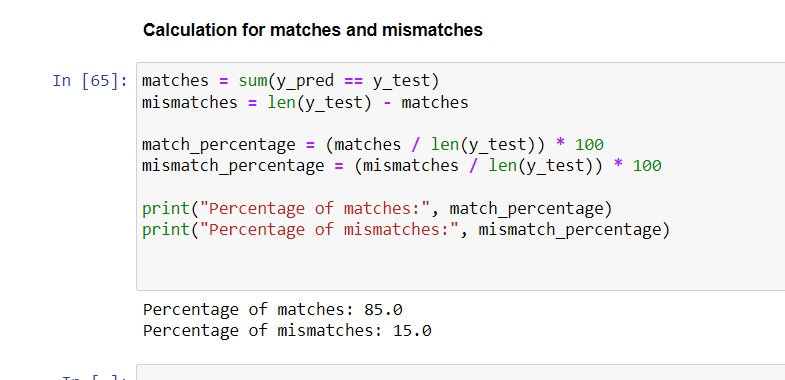 Calculation for matches and mismatches
In [65]: matches = sum(y_pred == y_test)
mismatches = len(y_test) - matches
match_percentage = (matches / len(y_test)) * 100
mismatch_percentage = (mismatches / len(y_test)) * 100
print("Percentage of matches:", match_percentage)
print("Percentage of mismatches:", mismatch_percentage)
Percentage of matches: 85.0
Percentage of mismatches: 15.0
In [ ]: